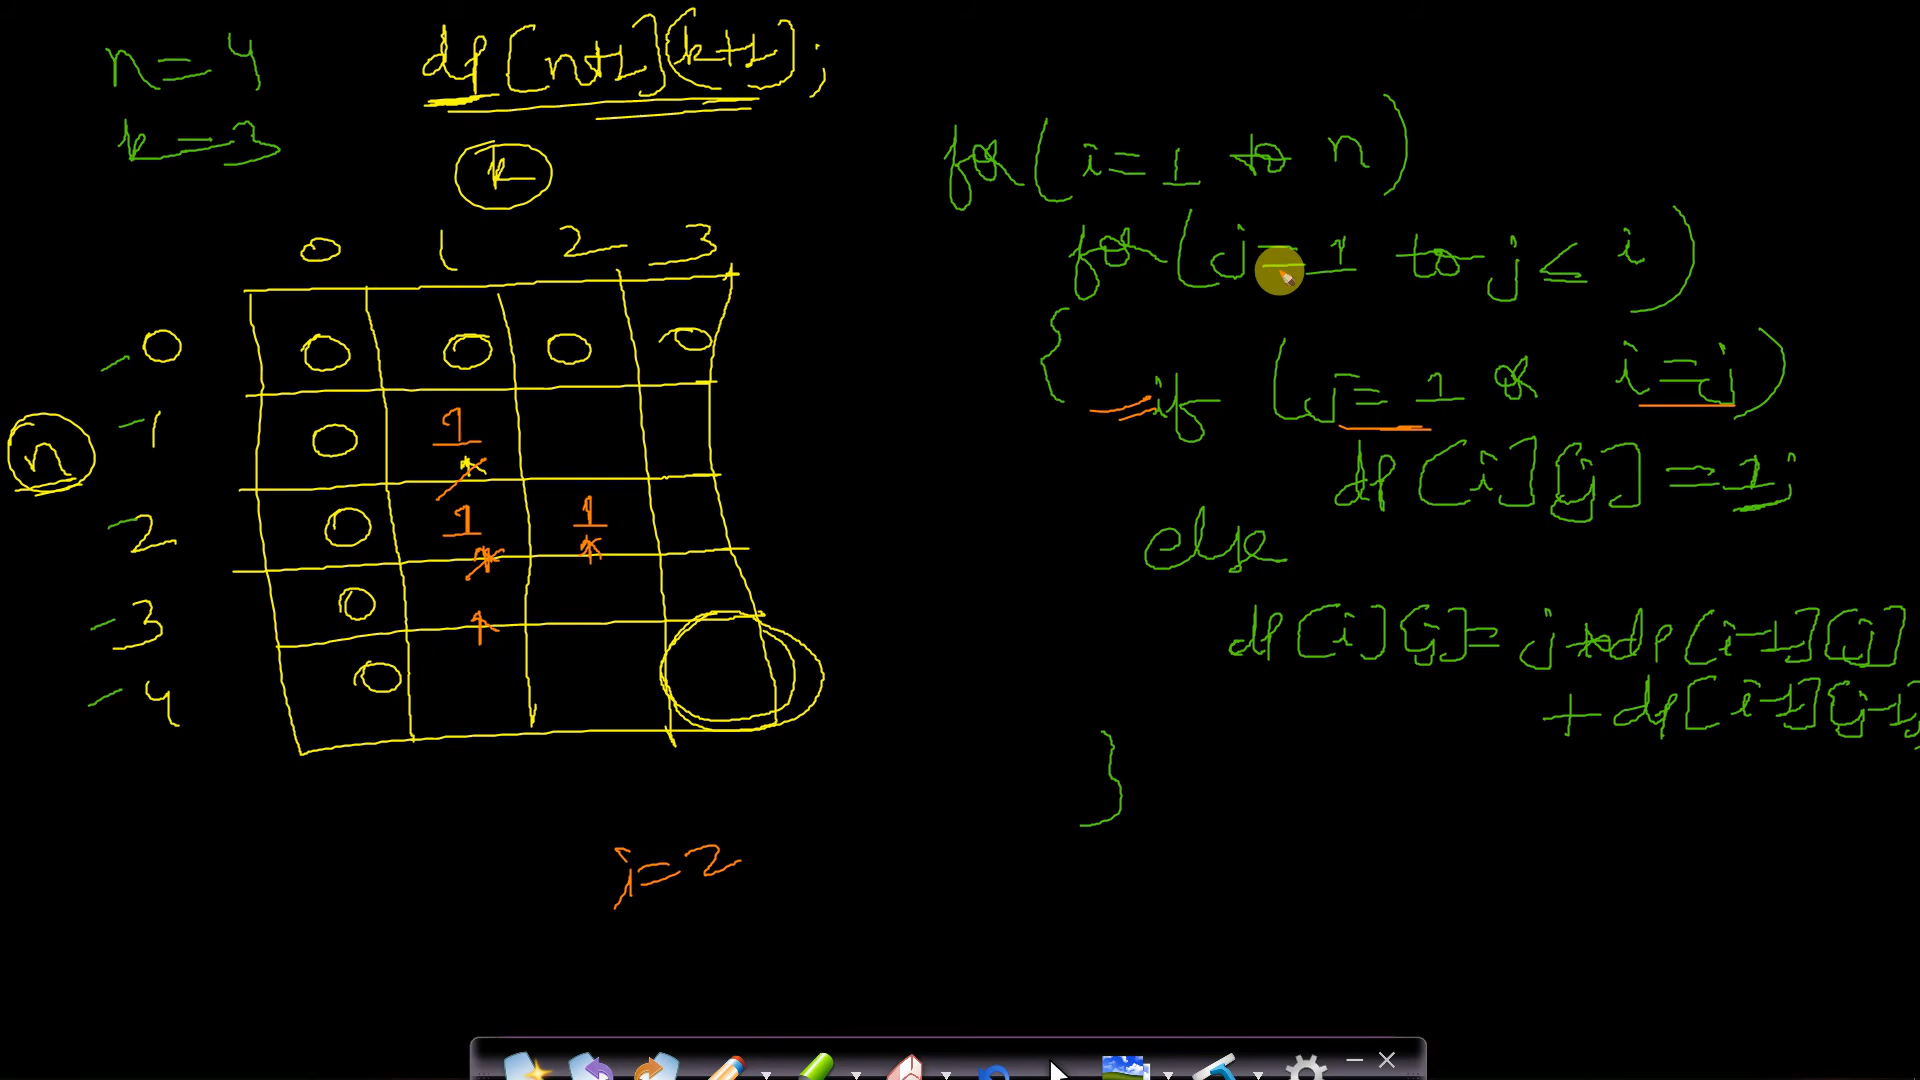 n=4
k=3
dp[n+1][k+1];
k
0 1 2 3
0 0 0 0 0
n
1 0 1
2 0 1 1
3 0
4 0
i=2
for(i=1 to n)
for(j=1 to j≤i)
{
if (j=1 or i=j)
dp[i][j]=1;
else
dp[i][j]=j*dp[i-1][j]
+dp[i-1][j-1]
}